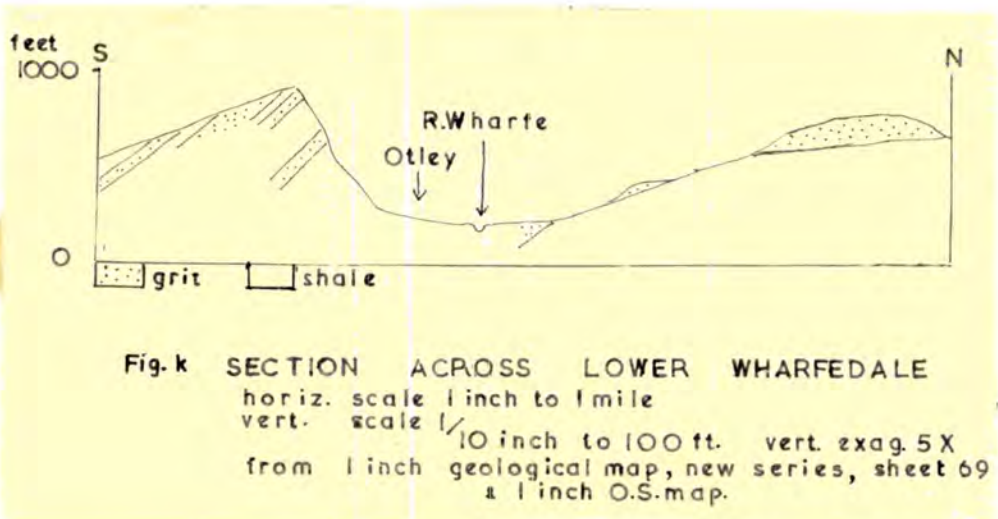 feet
S
N
1000
R.Wharfe
Otley
0
grit shale
Fig. k SECTION ACROSS LOWER WHARFEDALE
horiz. scale 1 inch to 1 mile
vert. scale 1/10 inch to 100 ft. vert. exag. 5X
from 1 inch geological map, new series, sheet 69
& 1 inch O.S. map.